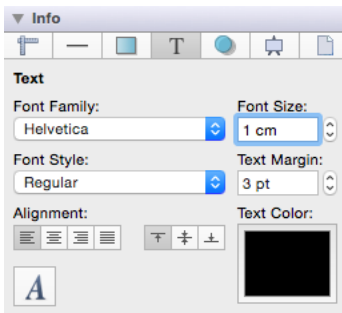 Info
T
Text
Font Family: Font Size:
Helvetica 1 cm
Font Style: Text Margin:
Regular 3 pt
Alignment: Text Color:
A